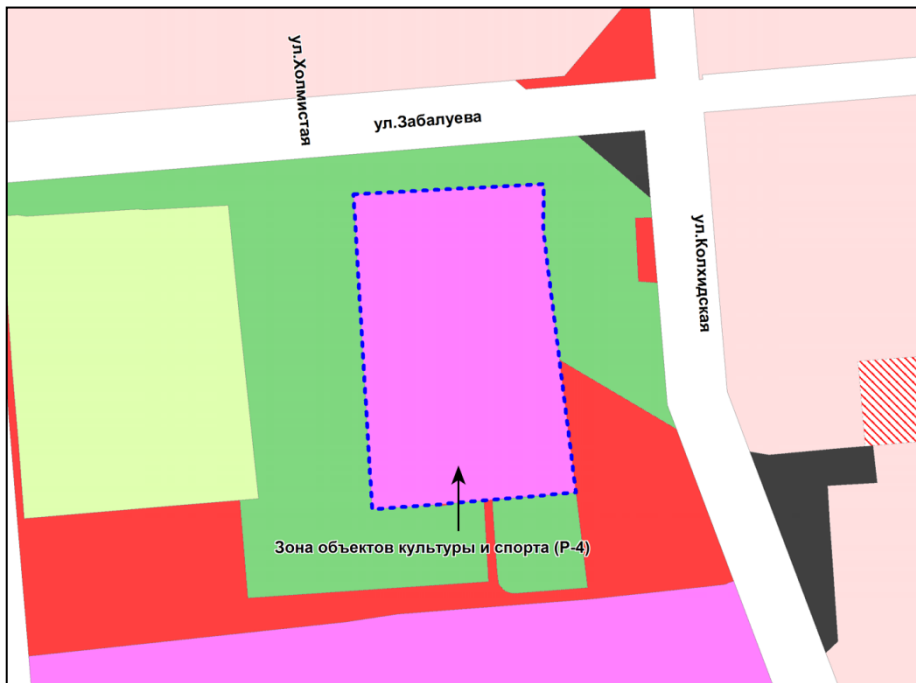 ул.Холмистая
ул.Забалуева
ул.Колхидская
Зона объектов культуры и спорта (Р-4)